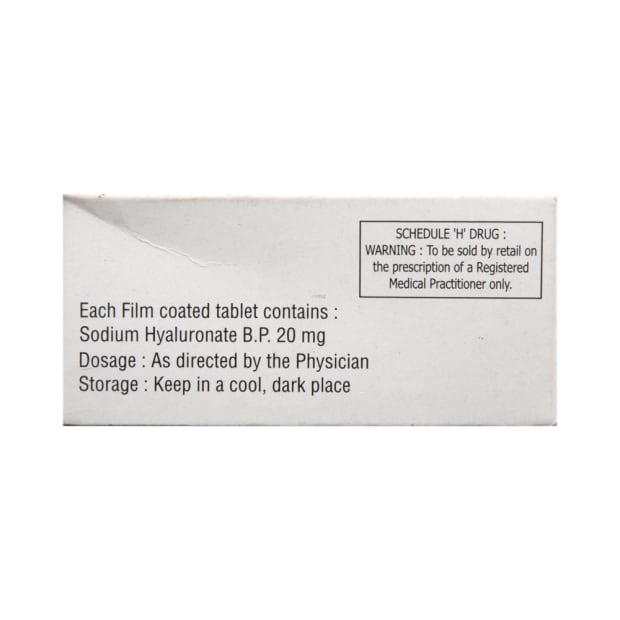 SCHEDULE 'H' DRUG :
WARNING : To be sold by retail on
the prescription of a Registered
Medical Practitioner only.
Each Film coated tablet contains :
Sodium Hyaluronate B.P. 20 mg
Dosage : As directed by the Physician
Storage : Keep in a cool, dark place